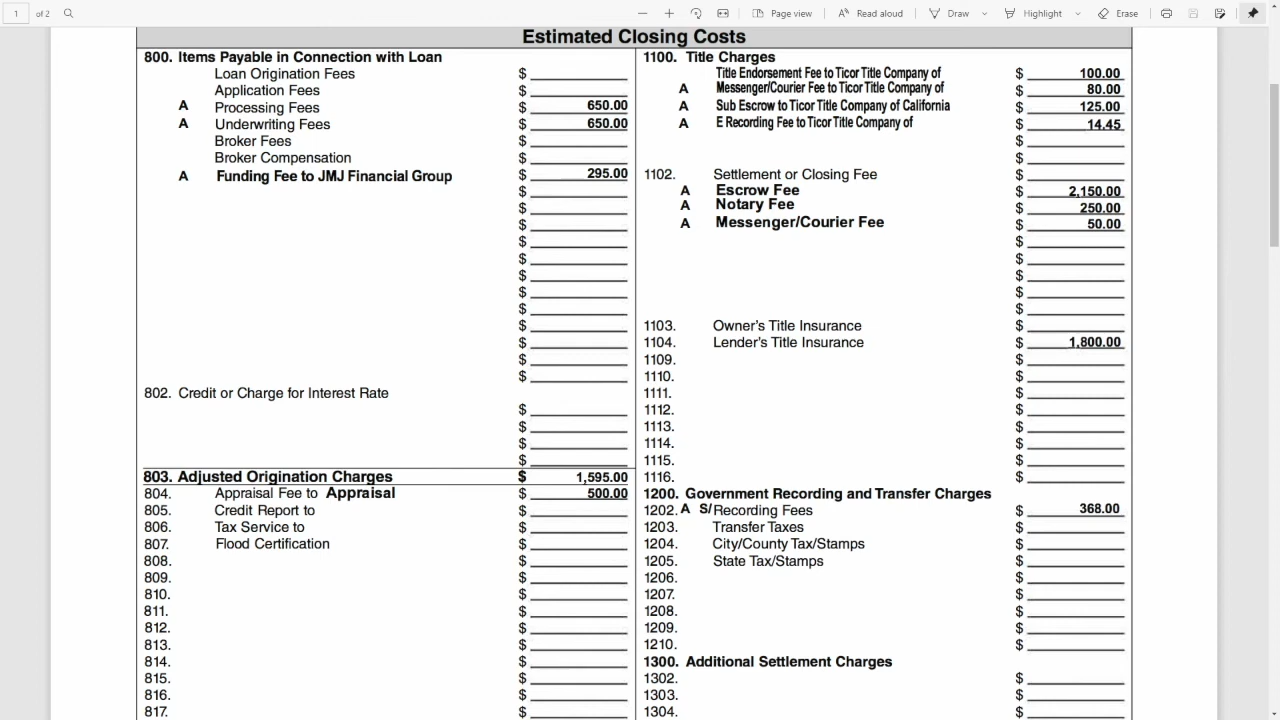 1 of 2 Page view Read aloud Draw Highlight Erase
Estimated Closing Costs
800. Items Payable in Connection with Loan
Loan Origination Fees $
Application Fees $
A Processing Fees $ 650.00
A Underwriting Fees $ 650.00
Broker Fees $
Broker Compensation $
A Funding Fee to JMJ Financial Group $ 295.00
$
$
$
$
$
$
$
$
$
$
$
$
802. Credit or Charge for Interest Rate
$
$
$
$
803. Adjusted Origination Charges $ 1,595.00
804. Appraisal Fee to Appraisal $ 500.00
805. Credit Report to $
806. Tax Service to $
807. Flood Certification $
808. $
809. $
810. $
811. $
812. $
813. $
814. $
815. $
816. $
817. $
1100. Title Charges
Title Endorsement Fee to Ticor Title Company of $ 100.00
A Messenger/Courier Fee to Ticor Title Company of $ 80.00
A Sub Escrow to Ticor Title Company of California $ 125.00
A E Recording Fee to Ticor Title Company of $ 14.45
$
$
1102. Settlement or Closing Fee $
A Escrow Fee $ 2,150.00
A Notary Fee $ 250.00
A Messenger/Courier Fee $ 50.00
$
$
$
$
$
1103. Owner's Title Insurance $
1104. Lender's Title Insurance $ 1,800.00
1109. $
1110. $
1111. $
1112. $
1113. $
1114. $
1115. $
1116. $
1200. Government Recording and Transfer Charges
1202. A S/ Recording Fees $ 368.00
1203. Transfer Taxes $
1204. City/County Tax/Stamps $
1205. State Tax/Stamps $
1206. $
1207. $
1208. $
1209. $
1210. $
1300. Additional Settlement Charges
1302. $
1303. $
1304. $